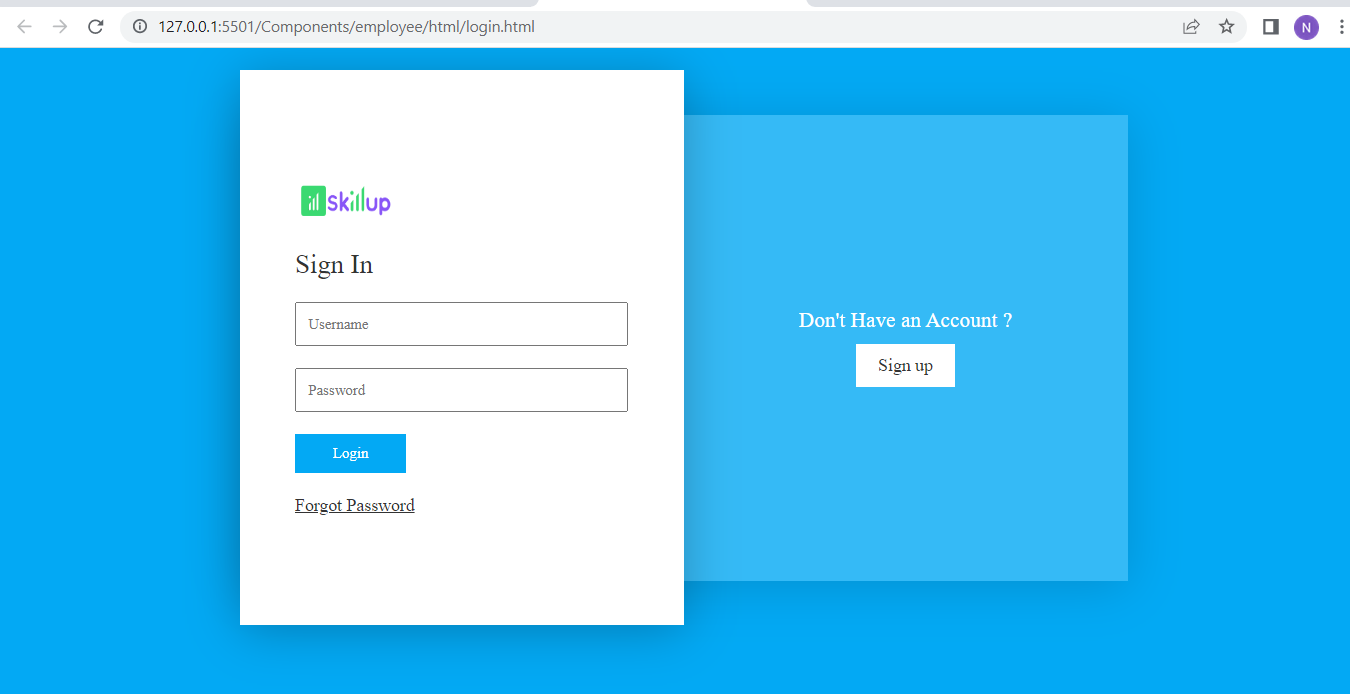 127.0.0.1:5501/Components/employee/html/login.html
N
skillup
Sign In
Username
Password
Login
Forgot Password
Don't Have an Account ?
Sign up